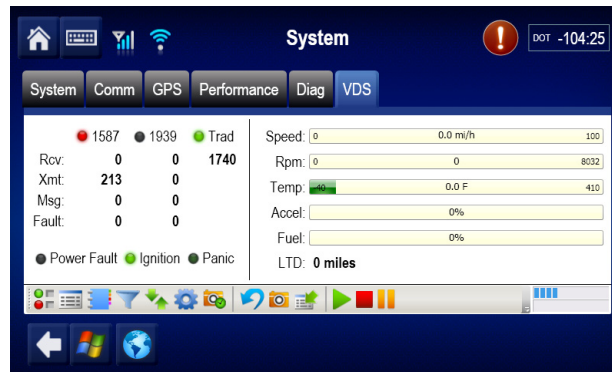 System
DOT -104:25
System Comm GPS Performance Diag VDS
1587 1939 Trad
Rcv: 0 0 1740
Xmt: 213 0
Msg: 0 0
Fault: 0 0
Power Fault Ignition Panic
Speed: 0 0.0 mi/h 100
Rpm: 0 0 8032
Temp: -40 0.0 F 410
Accel: 0%
Fuel: 0%
LTD: 0 miles